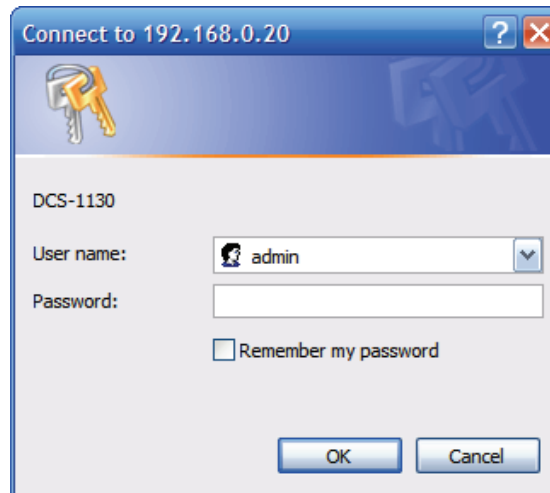 Connect to 192.168.0.20
DCS-1130
User name: admin
Password:
Remember my password
OK Cancel